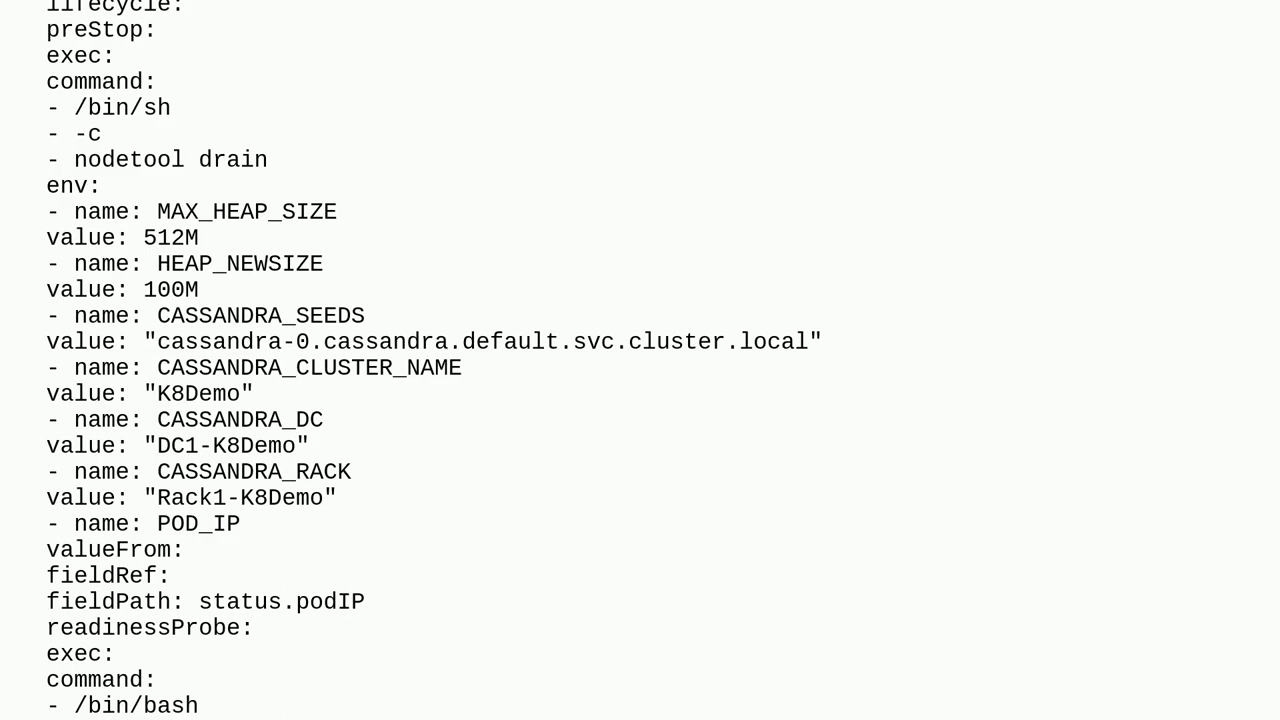 lifecycle:
preStop:
exec:
command:
- /bin/sh
- -c
- nodetool drain
env:
- name: MAX_HEAP_SIZE
value: 512M
- name: HEAP_NEWSIZE
value: 100M
- name: CASSANDRA_SEEDS
value: "cassandra-0.cassandra.default.svc.cluster.local"
- name: CASSANDRA_CLUSTER_NAME
value: "K8Demo"
- name: CASSANDRA_DC
value: "DC1-K8Demo"
- name: CASSANDRA_RACK
value: "Rack1-K8Demo"
- name: POD_IP
valueFrom:
fieldRef:
fieldPath: status.podIP
readinessProbe:
exec:
command:
- /bin/bash